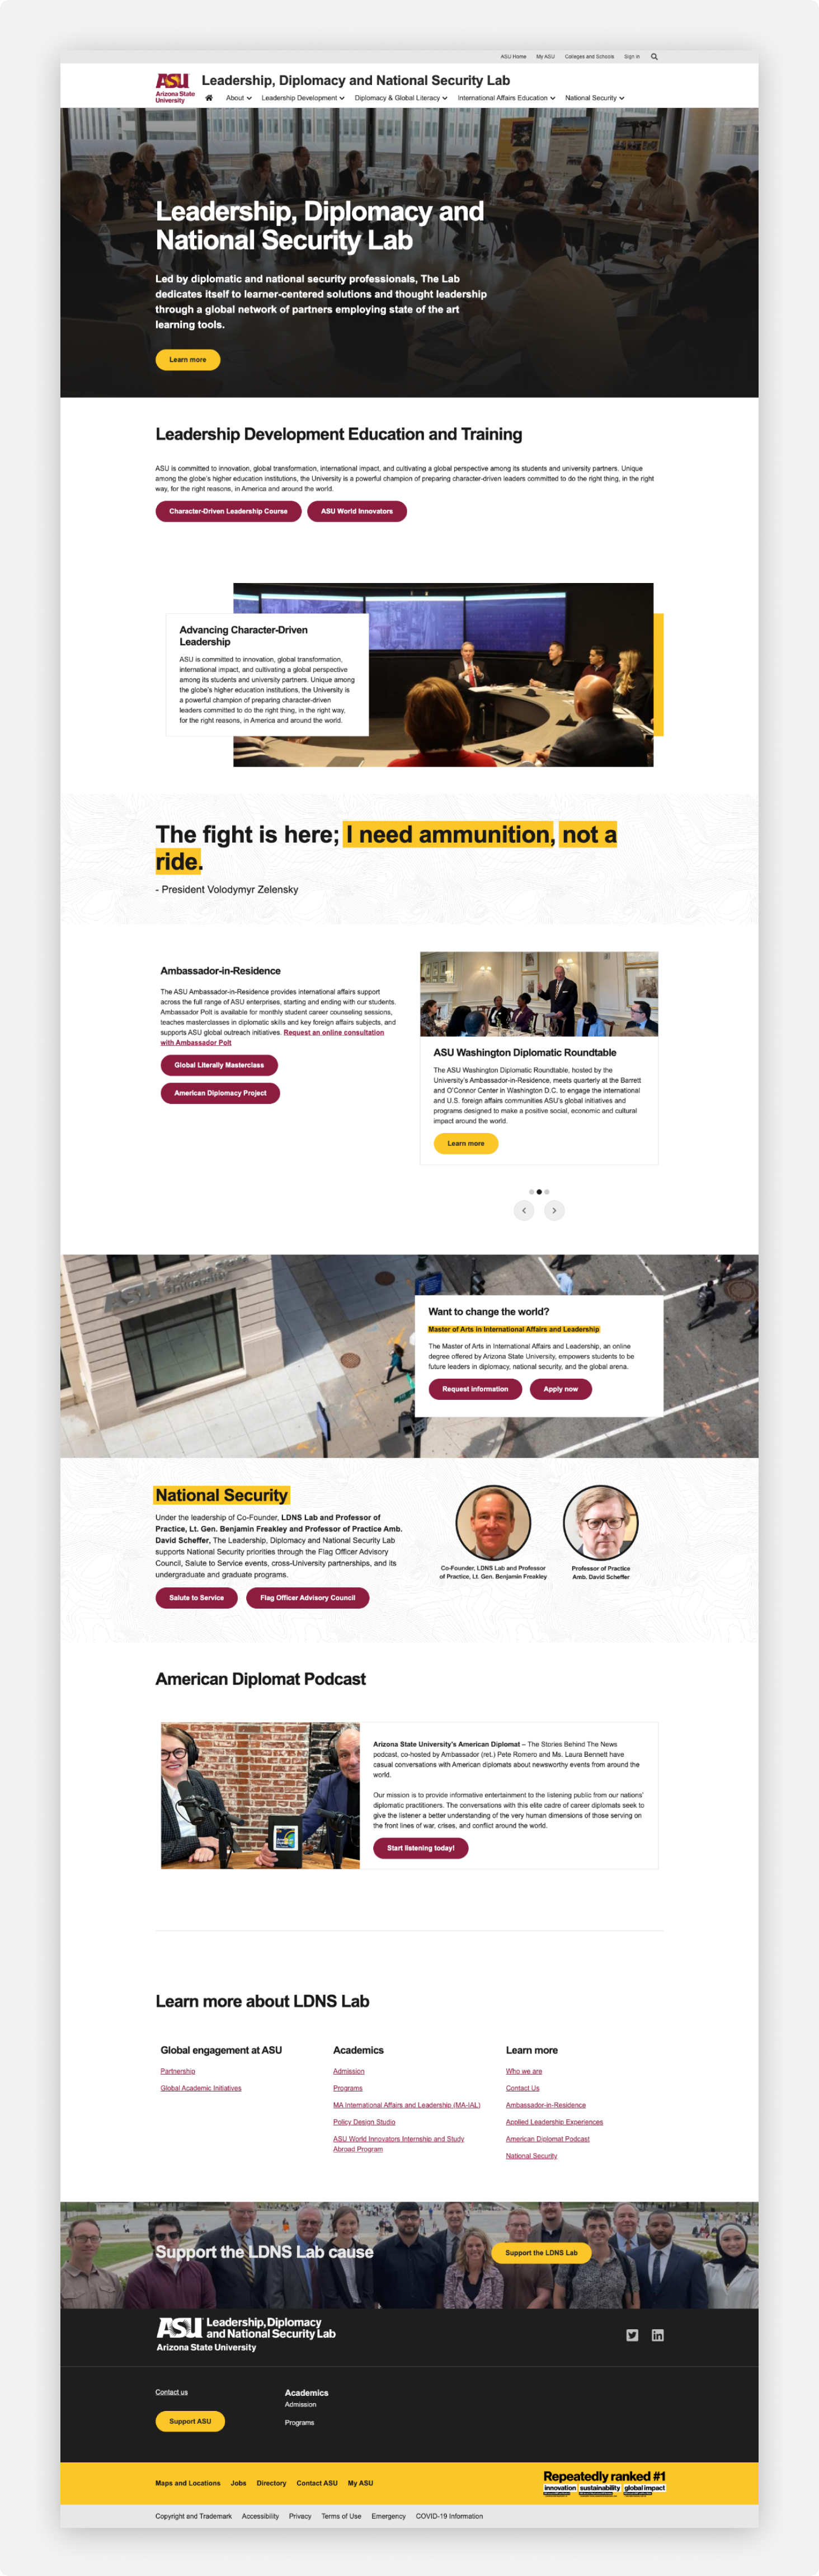 ASU Home My ASU Colleges and Schools Sign in
ASU
Arizona State
University
Leadership, Diplomacy and National Security Lab
About Leadership Development Diplomacy & Global Literacy International Affairs Education National Security
Leadership, Diplomacy and
National Security Lab
Led by diplomatic and national security professionals, The Lab
dedicates itself to learner-centered solutions and thought leadership
through a global network of partners employing state of the art
learning tools.
Learn more
Leadership Development Education and Training
ASU is committed to innovation, global transformation, international impact, and cultivating a global perspective among its students and university partners. Unique
among the globe's higher education institutions, the University is a powerful champion of preparing character-driven leaders committed to do the right thing, in the right
way, for the right reasons, in America and around the world.
Character-Driven Leadership Course ASU World Innovators
Advancing Character-Driven
Leadership
ASU is committed to innovation, global transformation,
international impact, and cultivating a global perspective
among its students and university partners. Unique among
the globe's higher education institutions, the University is
a powerful champion of preparing character-driven
leaders committed to do the right thing, in the right way,
for the right reasons, in America and around the world.
The fight is here; I need ammunition, not a
ride.
- President Volodymyr Zelensky
Ambassador-in-Residence
The ASU Ambassador-in-Residence provides international affairs support
across the full range of ASU enterprises, starting and ending with our students.
Ambassador Polt is available for monthly student career counseling sessions,
teaches masterclasses in diplomatic skills and key foreign affairs subjects, and
supports ASU global outreach initiatives. Request an online consultation
with Ambassador Polt
Global Literally Masterclass
American Diplomacy Project
ASU Washington Diplomatic Roundtable
The ASU Washington Diplomatic Roundtable, hosted by the
University's Ambassador-in-Residence, meets quarterly at the Barrett
and O'Connor Center in Washington D.C. to engage the international
and U.S. foreign affairs communities ASU's global initiatives and
programs designed to make a positive social, economic and cultural
impact around the world.
Learn more
ASU
Want to change the world?
Master of Arts in International Affairs and Leadership
The Master of Arts in International Affairs and Leadership, an online
degree offered by Arizona State University, empowers students to be
future leaders in diplomacy, national security, and the global arena.
Request information Apply now
National Security
Under the leadership of Co-Founder, LDNS Lab and Professor of
Practice, Lt. Gen. Benjamin Freakley and Professor of Practice Amb.
David Scheffer, The Leadership, Diplomacy and National Security Lab
supports National Security priorities through the Flag Officer Advisory
Council, Salute to Service events, cross-University partnerships, and its
undergraduate and graduate programs.
Salute to Service Flag Officer Advisory Council
Co-Founder, LDNS Lab and Professor
of Practice, Lt. Gen. Benjamin Freakley
Professor of Practice
Amb. David Scheffer
American Diplomat Podcast
Arizona State University's American Diplomat – The Stories Behind The News
podcast, co-hosted by Ambassador (ret.) Pete Romero and Ms. Laura Bennett have
casual conversations with American diplomats about newsworthy events from around the
world.
Our mission is to provide informative entertainment to the listening public from our nations'
diplomatic practitioners. The conversations with this elite cadre of career diplomats seek to
give the listener a better understanding of the very human dimensions of those serving on
the front lines of war, crises, and conflict around the world.
Start listening today!
Learn more about LDNS Lab
Global engagement at ASU
Partnership
Global Academic Initiatives
Academics
Admission
Programs
MA International Affairs and Leadership (MA-IAL)
Policy Design Studio
ASU World Innovators Internship and Study
Abroad Program
Learn more
Who we are
Contact Us
Ambassador-in-Residence
Applied Leadership Experiences
American Diplomat Podcast
National Security
Support the LDNS Lab cause
Support the LDNS Lab
ASU Leadership, Diplomacy
and National Security Lab
Arizona State University
Contact us
Support ASU
Academics
Admission
Programs
Maps and Locations Jobs Directory Contact ASU My ASU
Repeatedly ranked #1
innovation sustainability global impact
Copyright and Trademark Accessibility Privacy Terms of Use Emergency COVID-19 Information